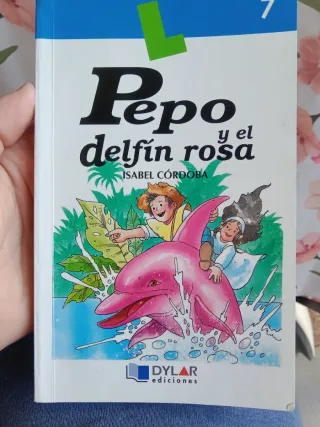 7
L
Pepo
y el
delfín rosa
ISABEL CÓRDOBA
DYLAR
ediciones